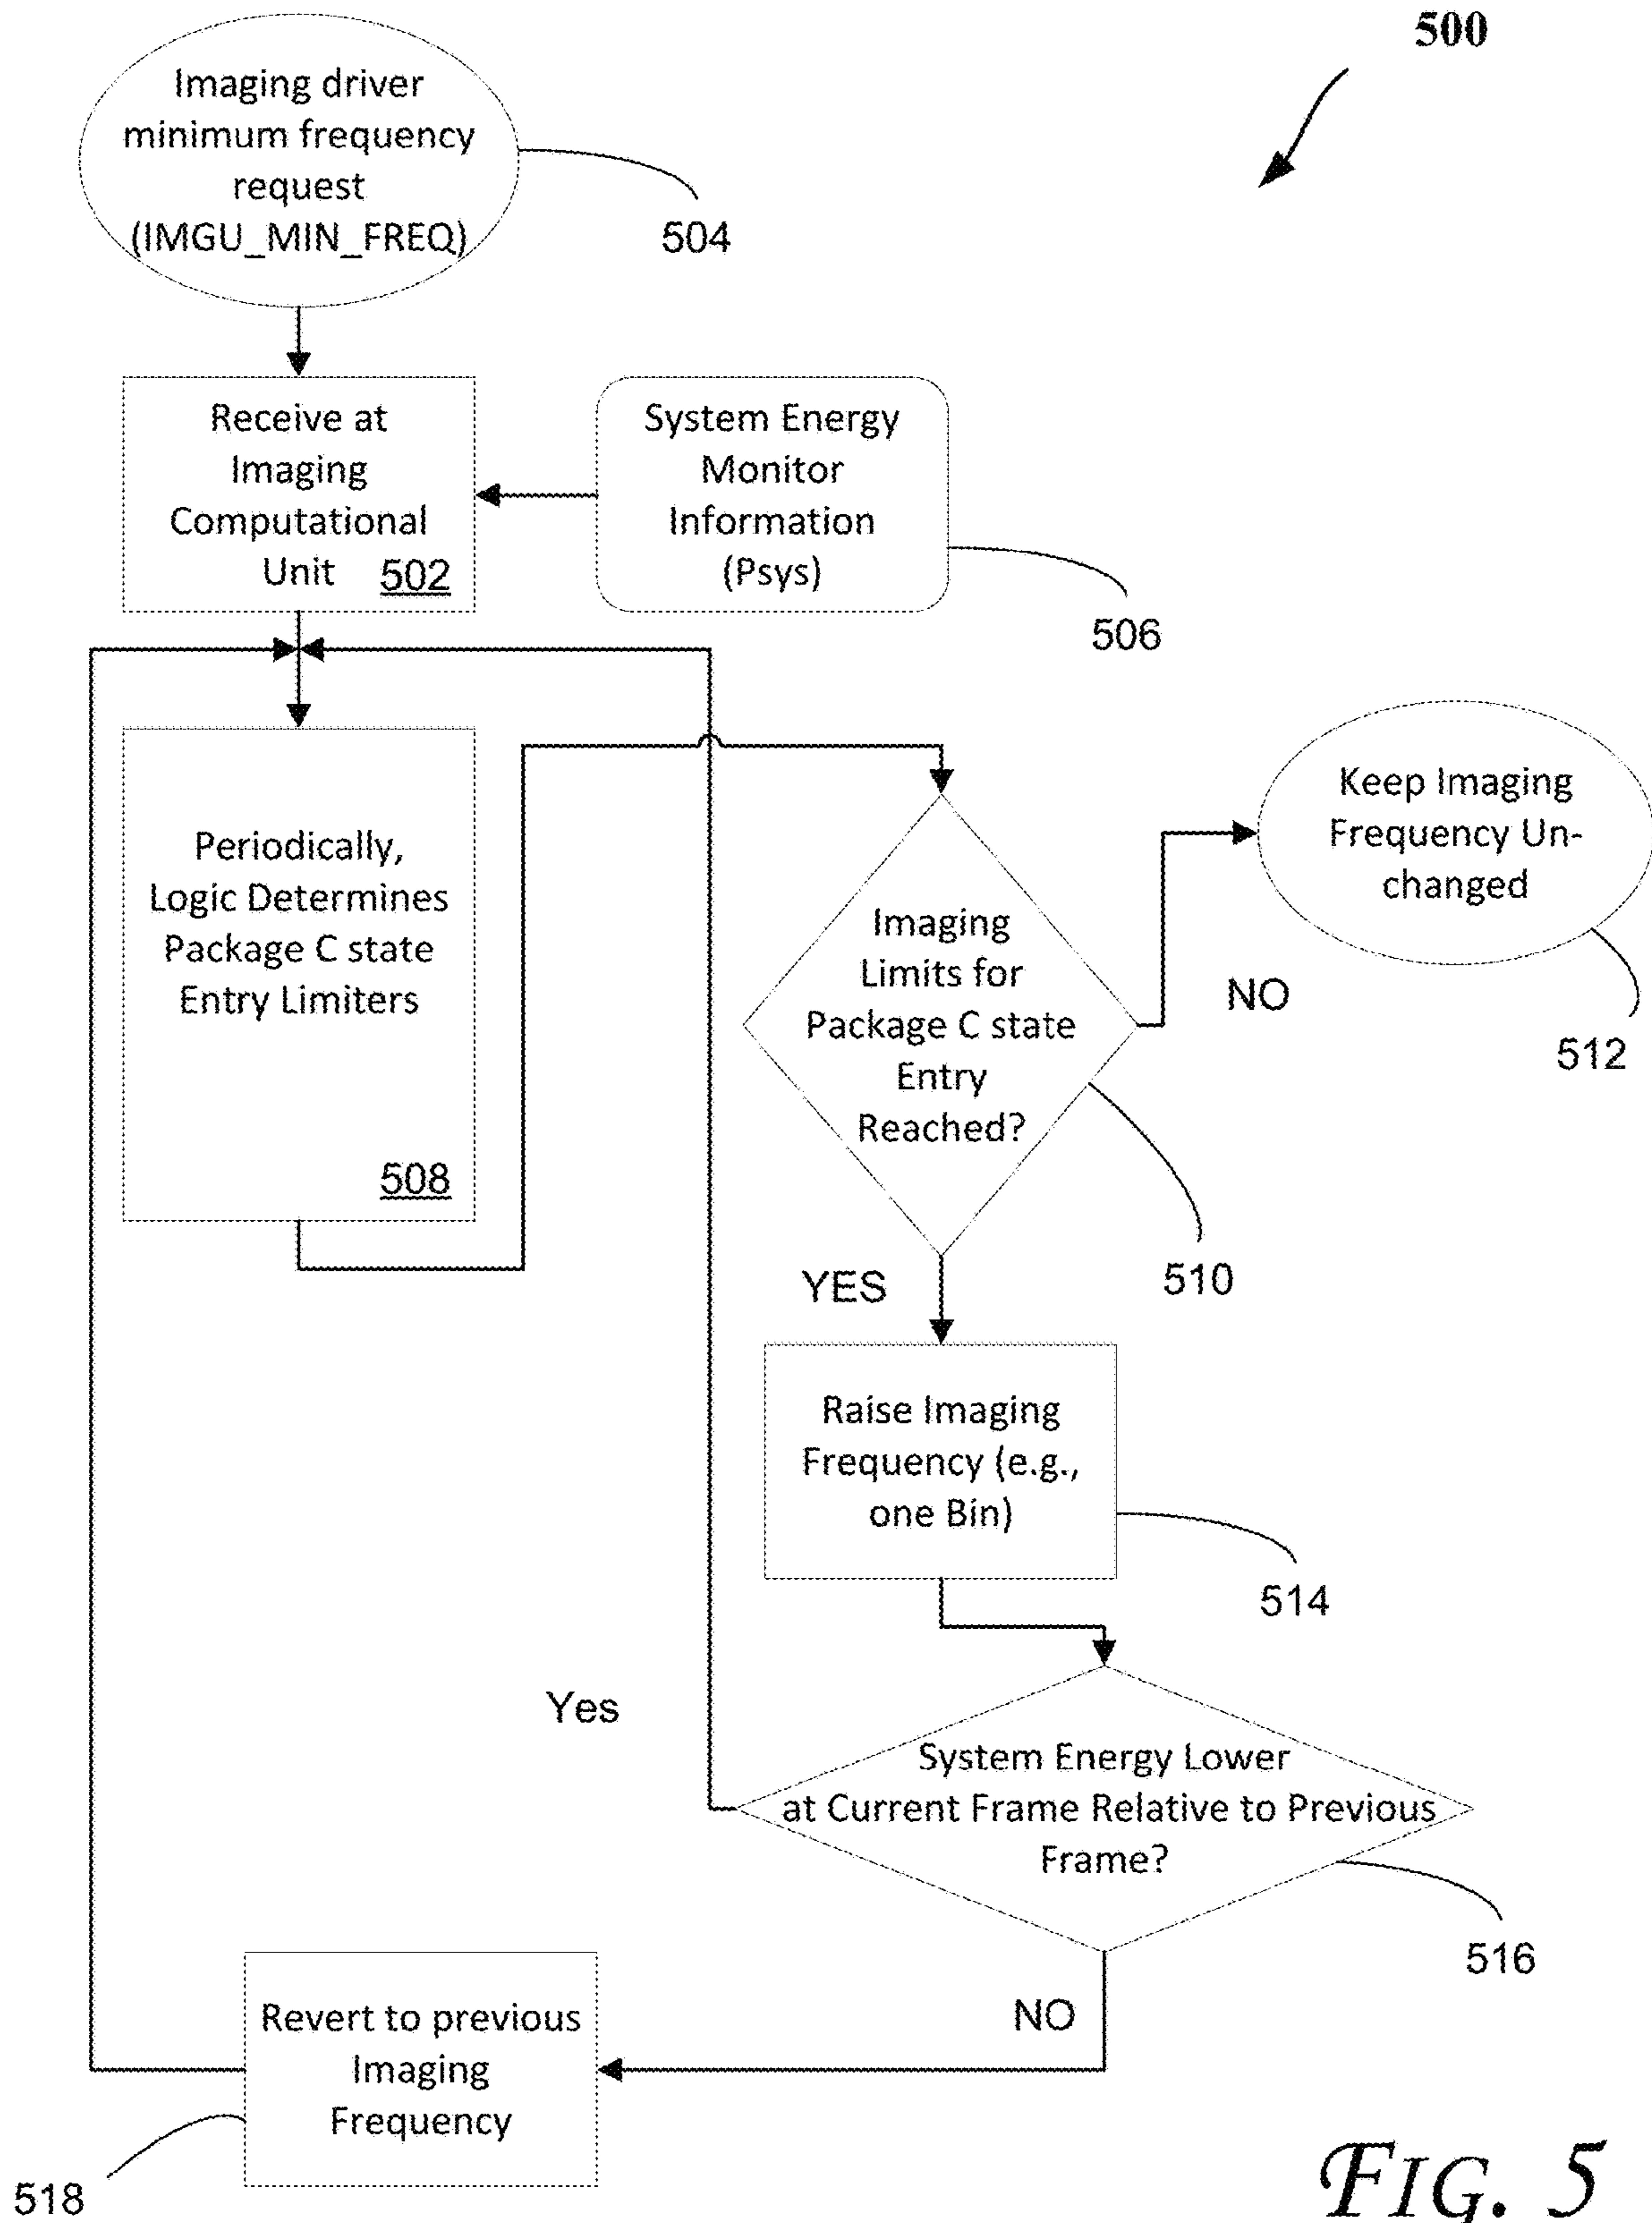 500
Imaging driver
minimum frequency
request
(IMGU_MIN_FREQ)
504
Receive at
Imaging
Computational
Unit 502
System Energy
Monitor
Information
(Psys)
506
Periodically,
Logic Determines
Package C state
Entry Limiters
508
Imaging
Limits for
Package C state
Entry
Reached?
510
NO
Keep Imaging
Frequency Un-
changed
512
YES
Raise Imaging
Frequency (e.g.,
one Bin)
514
Yes
System Energy Lower
at Current Frame Relative to Previous
Frame?
516
NO
Revert to previous
Imaging
Frequency
518
FIG. 5